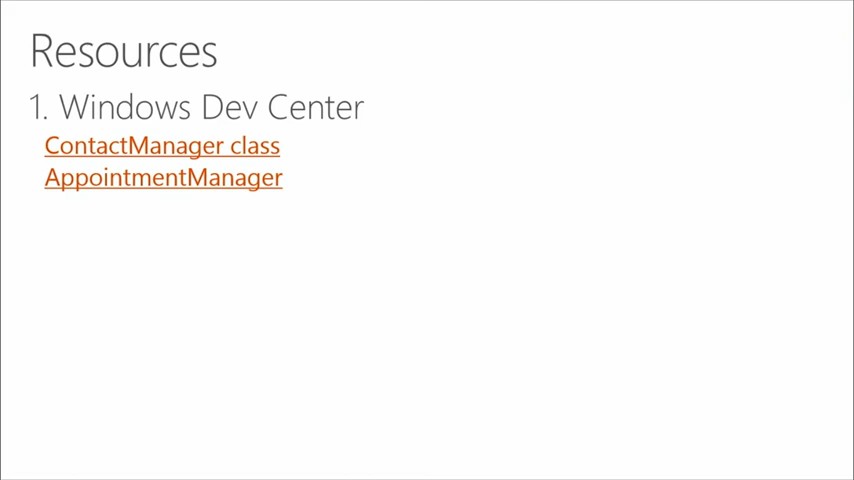 Resources
1. Windows Dev Center
ContactManager class
AppointmentManager